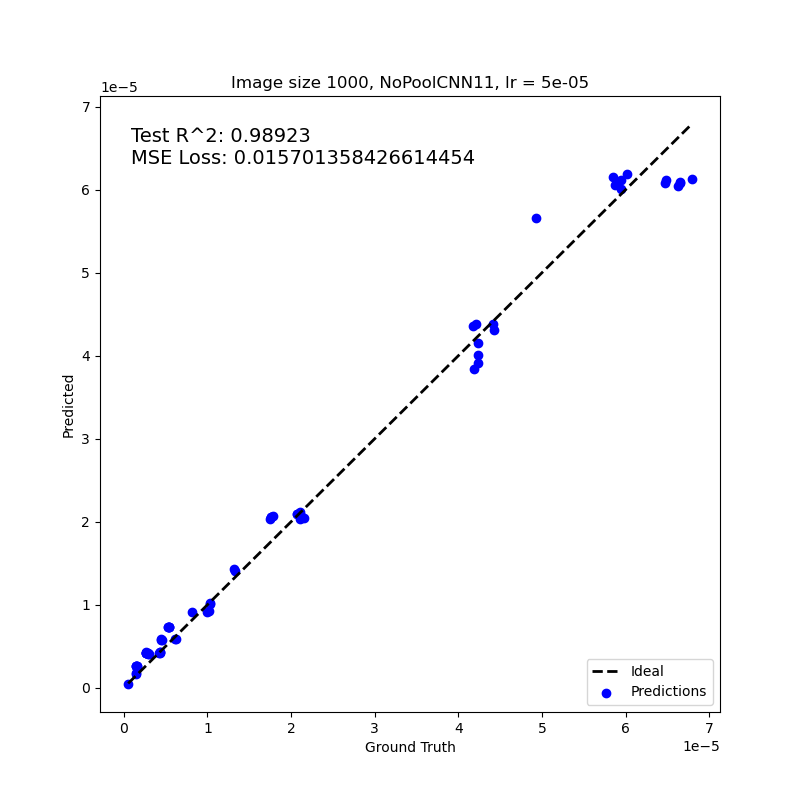 Image size 1000, NoPoolCNN11, lr = 5e-05
1e−5
7
Test R^2: 0.98923
MSE Loss: 0.015701358426614454
6
5
4
Predicted
3
2
1
0
Ideal
Predictions
0 1 2 3 4 5 6 7
Ground Truth
1e−5